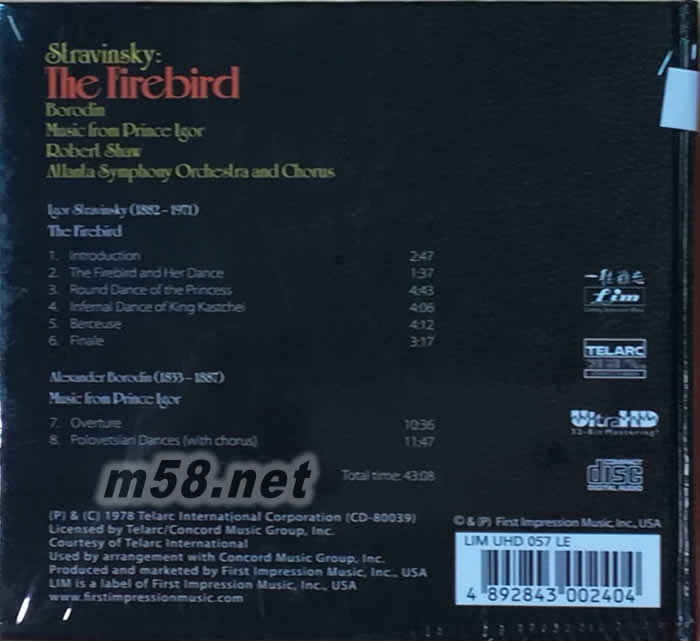 Stravinsky:
The Firebird
Borodin
Music from Prince Igor
Robert Shaw
Atlanta Symphony Orchestra and Chorus
Igor Stravinsky (1882–1971)
The Firebird
1. Introduction 2:47
2. The Firebird and Her Dance 1:37
3. Round Dance of the Princess 4:43
4. Infernal Dance of King Kastchei 4:06
5. Berceuse 4:12
6. Finale 3:17
Alexander Borodin (1833–1887)
Music from Prince Igor
7. Overture 10:36
8. Polovetsian Dances (with chorus) 11:47
Total time: 43:08
m58.net
(P) & (C) 1978 Telarc International Corporation (CD-80039)
Licensed by Telarc/Concord Music Group, Inc.
Courtesy of Telarc International
Used by arrangement with Concord Music Group, Inc.
Produced and marketed by First Impression Music, Inc., USA
LIM is a label of First Impression Music, Inc., USA
www.firstimpressionmusic.com
一聽難忘
fim
TELARC
UltraHD
32-Bit Mastering
COMPACT
disc
DIGITAL AUDIO
© & (P) First Impression Music, Inc., USA
LIM UHD 057 LE
4 892843 002404